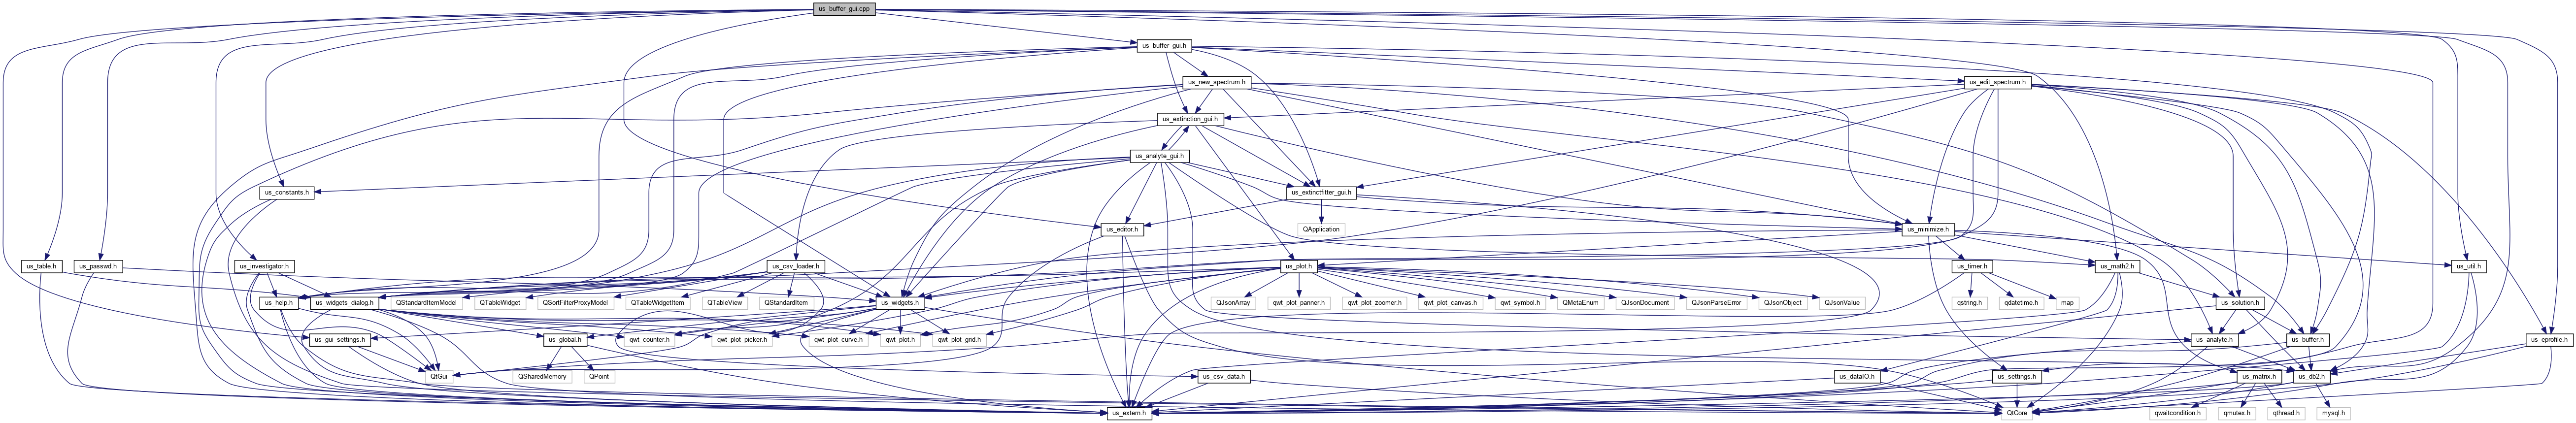 us_buffer_gui.cpp
us_buffer_gui.h
us_new_spectrum.h
us_edit_spectrum.h
us_extinction_gui.h
us_analyte_gui.h
us_constants.h
us_extinctfitter_gui.h
us_editor.h
QApplication
us_minimize.h
us_table.h
us_passwd.h
us_investigator.h
us_csv_loader.h
us_plot.h
us_timer.h
us_math2.h
us_util.h
us_help.h
us_widgets_dialog.h
QStandardItemModel
QTableWidget
QSortFilterProxyModel
QTableWidgetItem
QTableView
QStandardItem
us_widgets.h
QJsonArray
qwt_plot_panner.h
qwt_plot_zoomer.h
qwt_plot_canvas.h
qwt_symbol.h
QMetaEnum
QJsonDocument
QJsonParseError
QJsonObject
QJsonValue
qstring.h
qdatetime.h
map
us_solution.h
us_gui_settings.h
us_global.h
qwt_counter.h
qwt_plot_picker.h
qwt_plot_curve.h
qwt_plot.h
qwt_plot_grid.h
us_analyte.h
us_buffer.h
us_eprofile.h
QtGui
QSharedMemory
QPoint
us_csv_data.h
us_dataIO.h
us_settings.h
us_matrix.h
us_db2.h
us_extern.h
QtCore
qwaitcondition.h
qmutex.h
qthread.h
mysql.h